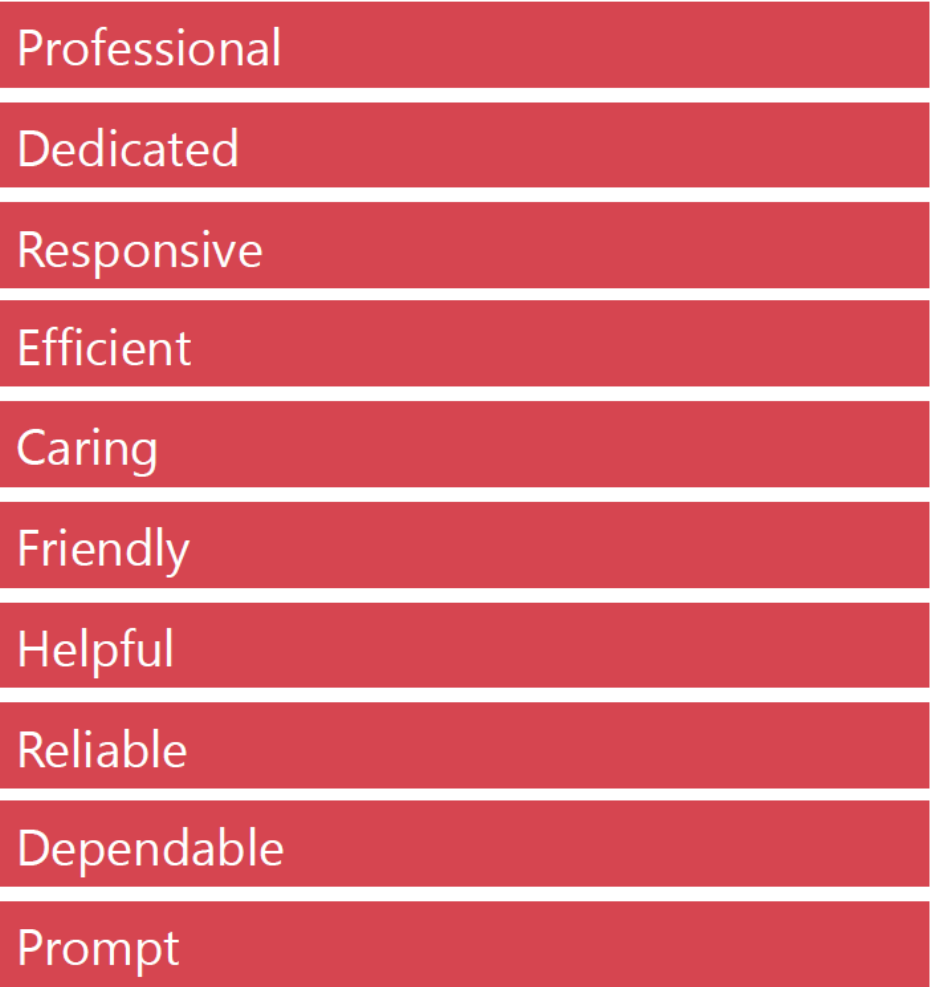 Professional
Dedicated
Responsive
Efficient
Caring
Friendly
Helpful
Reliable
Dependable
Prompt